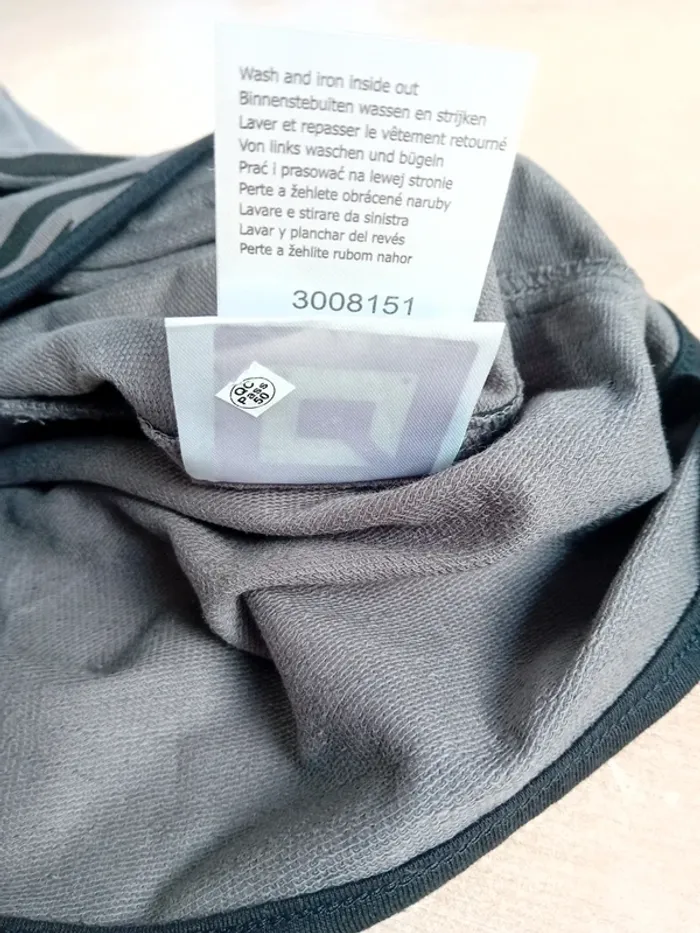 Wash and iron inside out
Binnenstebuiten wassen en strijken
Laver et repasser le vêtement retourné
Von links waschen und bügeln
Prać i prasować na lewej stronie
Perte a žehlete obrácené naruby
Lavare e stirare da sinistra
Lavar y planchar del revés
Perte a žehlite rubom nahor
3008151
QC
Pass
50